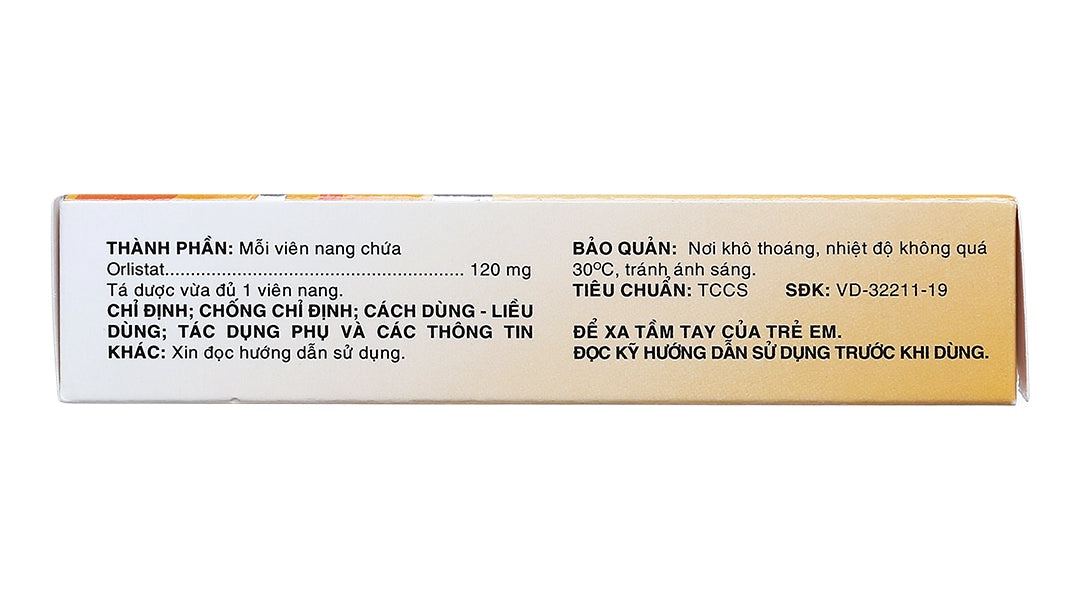 THÀNH PHẦN: Mỗi viên nang chứa
Orlistat............................................................ 120 mg
Tá dược vừa đủ 1 viên nang.
CHỈ ĐỊNH; CHỐNG CHỈ ĐỊNH; CÁCH DÙNG - LIỀU
DÙNG; TÁC DỤNG PHỤ VÀ CÁC THÔNG TIN
KHÁC: Xin đọc hướng dẫn sử dụng.
BẢO QUẢN: Nơi khô thoáng, nhiệt độ không quá
30ºC, tránh ánh sáng.
TIÊU CHUẨN: TCCS SĐK: VD-32211-19
ĐỂ XA TẦM TAY CỦA TRẺ EM.
ĐỌC KỸ HƯỚNG DẪN SỬ DỤNG TRƯỚC KHI DÙNG.